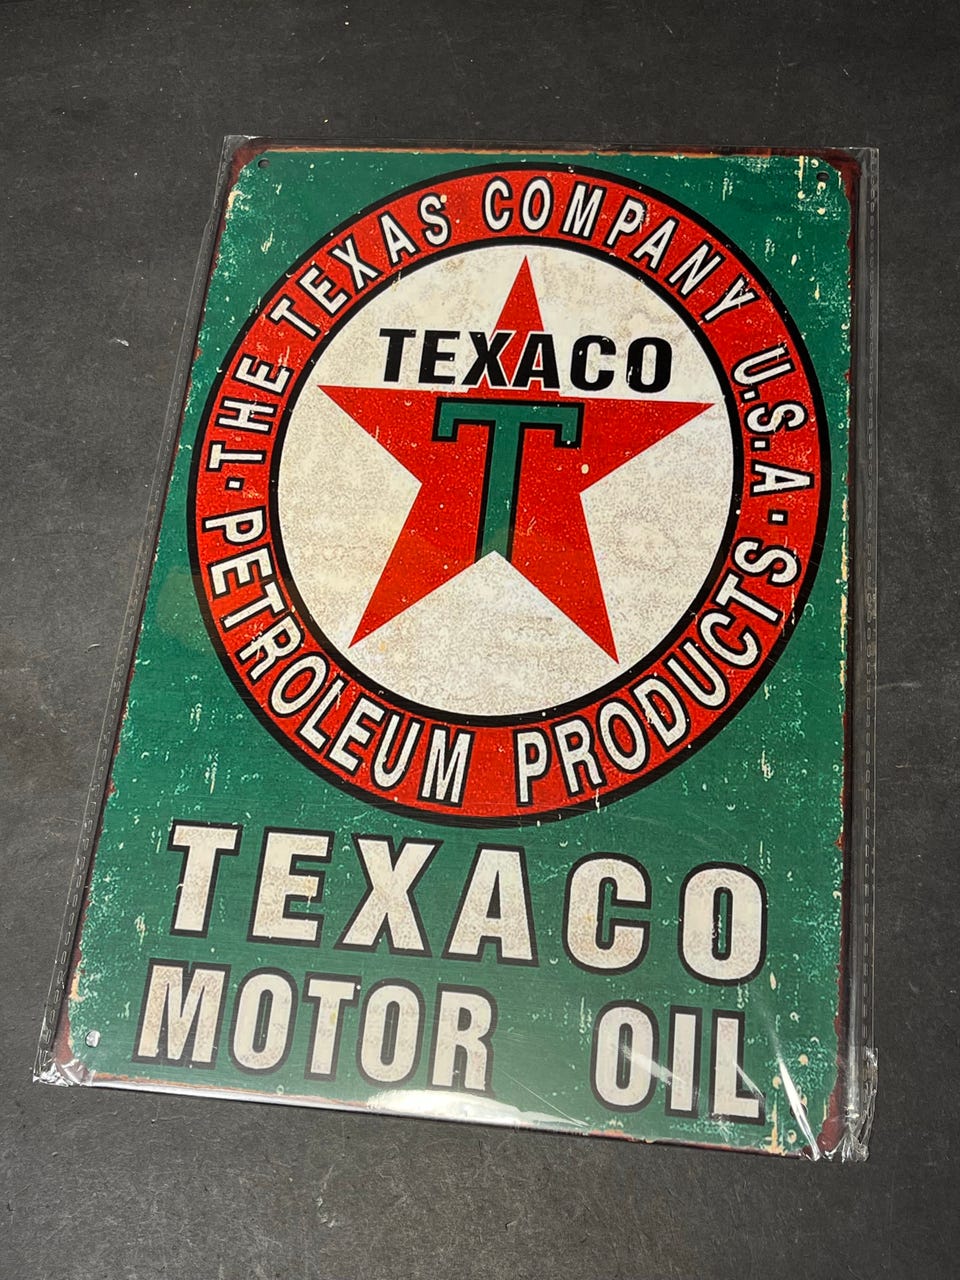 ·THE TEXAS COMPANY U.S.A·
PETROLEUM PRODUCTS
TEXACO
T
TEXACO
MOTOR OIL